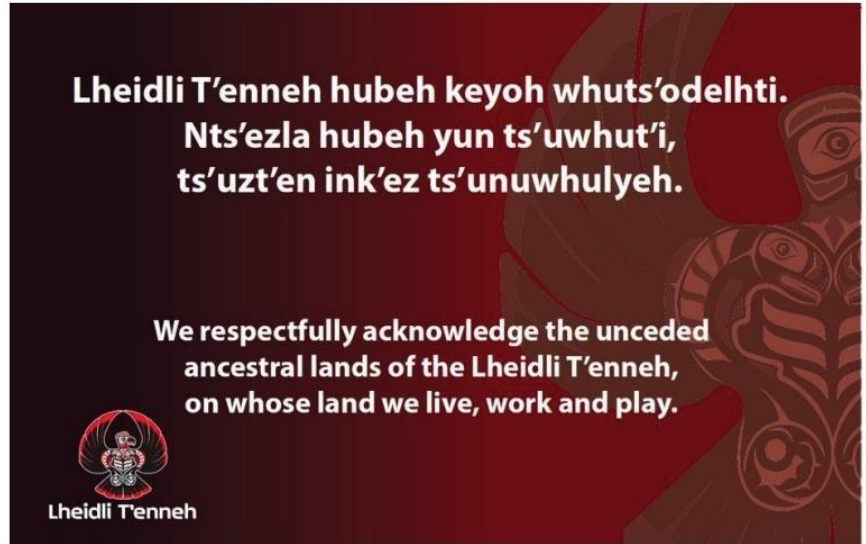 Lheidli T’enneh hubeh keyoh whuts’odelhti.
Nts’ezla hubeh yun ts’uwhut’i,
ts’uzt’en ink’ez ts’unuwhulyeh.
We respectfully acknowledge the unceded
ancestral lands of the Lheidli T’enneh,
on whose land we live, work and play.
Lheidli T'enneh